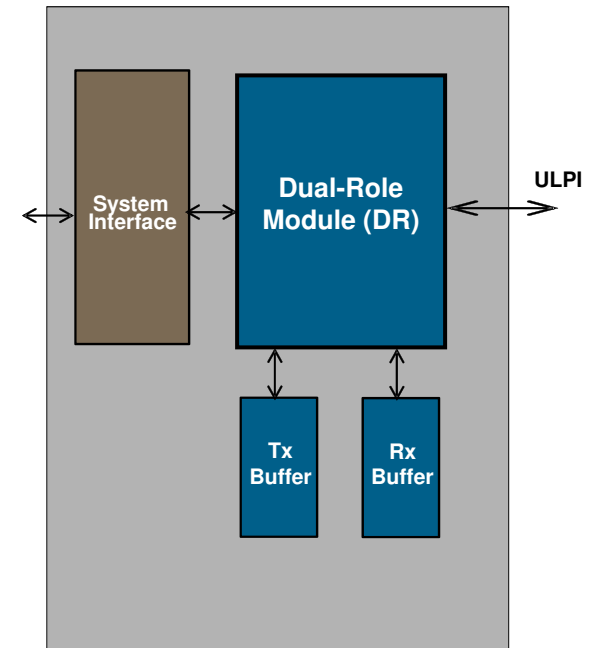 System
Interface
Dual-Role
Module (DR)
ULPI
Tx
Buffer
Rx
Buffer